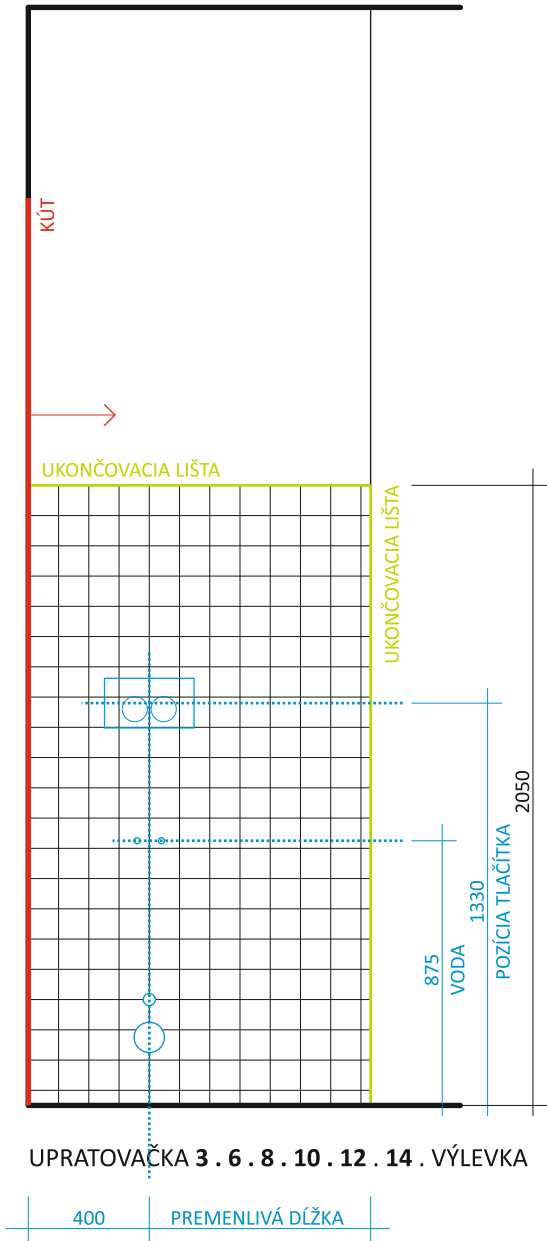 KÚT
UKONČOVACIA LIŠTA
UKONČOVACIA LIŠTA
2050
1330
POZÍCIA TLAČÍTKA
875
VODA
UPRATOVAČKA 3 . 6 . 8 . 10 . 12 . 14 . VÝLEVKA
400
PREMENLIVÁ DĹŽKA